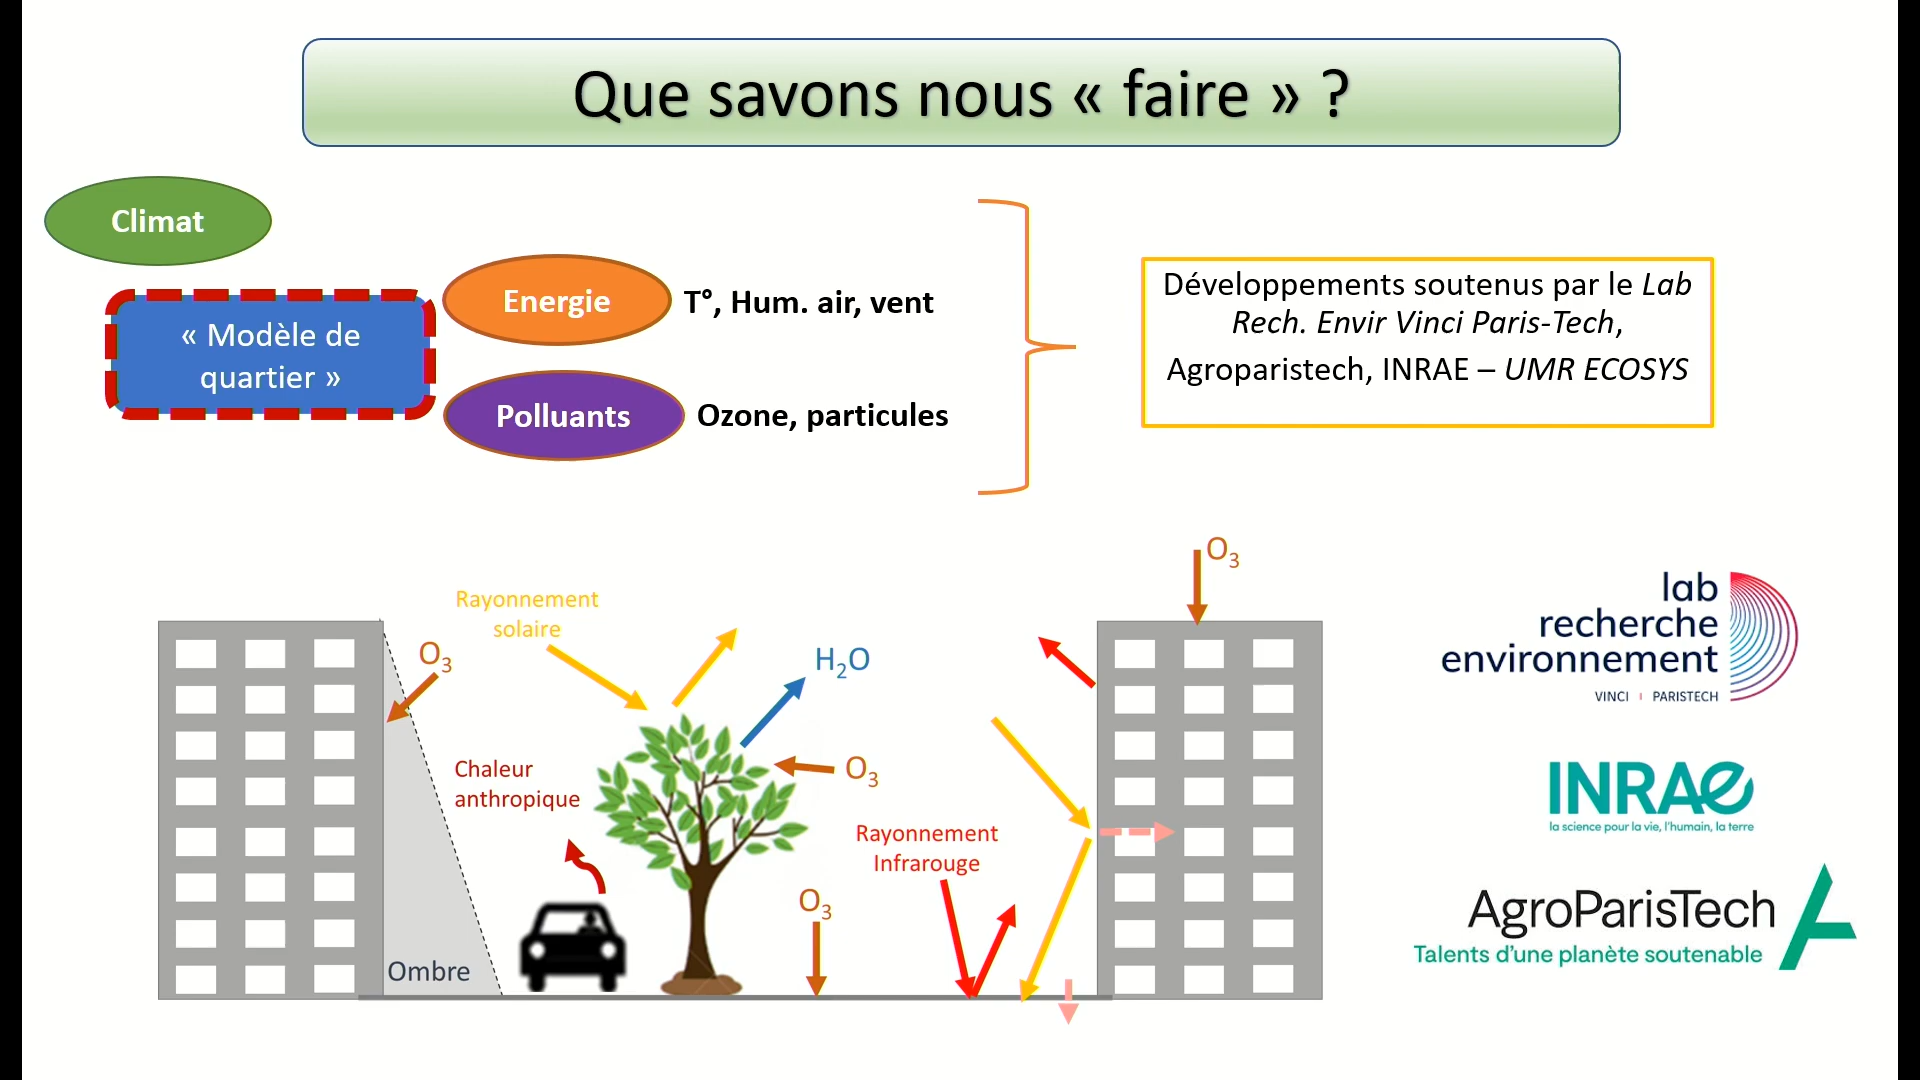 Que savons nous « faire » ?
Climat
« Modèle de
quartier »
Energie
T°, Hum. air, vent
Polluants
Ozone, particules
Développements soutenus par le Lab
Rech. Envir Vinci Paris-Tech,
Agroparistech, INRAE – UMR ECOSYS
O₃
Rayonnement
solaire
O₃
H₂O
Chaleur
anthropique
O₃
Rayonnement
Infrarouge
O₃
Ombre
lab
recherche
environnement
VINCI | PARISTECH
INRAE
la science pour la vie, l'humain, la terre
AgroParisTech
Talents d'une planète soutenable